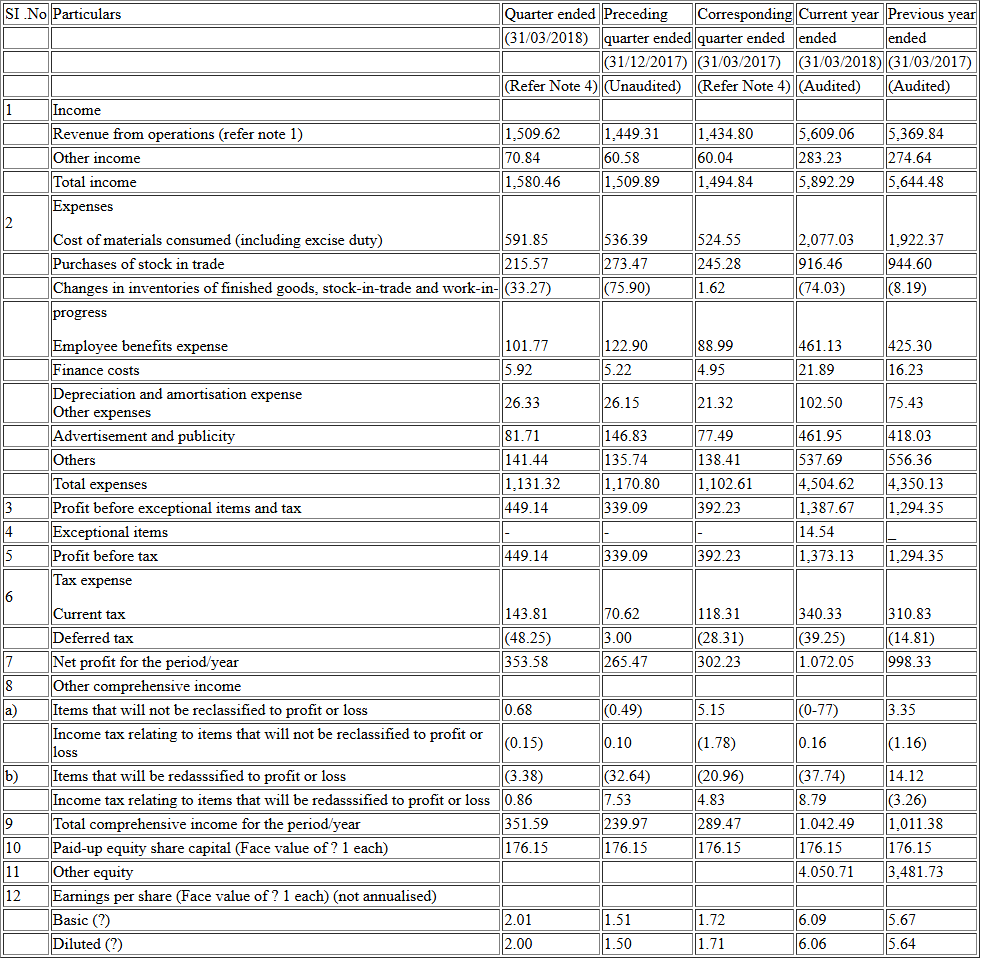 SI .No Particulars Quarter ended Preceding Corresponding Current year Previous year
(31/03/2018) quarter ended quarter ended ended ended
(31/12/2017) (31/03/2017) (31/03/2018) (31/03/2017)
(Refer Note 4) (Unaudited) (Refer Note 4) (Audited) (Audited)
1 Income
Revenue from operations (refer note 1) 1,509.62 1,449.31 1,434.80 5,609.06 5,369.84
Other income 70.84 60.58 60.04 283.23 274.64
Total income 1,580.46 1,509.89 1,494.84 5,892.29 5,644.48
Expenses
2
Cost of materials consumed (including excise duty) 591.85 536.39 524.55 2,077.03 1,922.37
Purchases of stock in trade 215.57 273.47 245.28 916.46 944.60
Changes in inventories of finished goods, stock-in-trade and work-in- (33.27) (75.90) 1.62 (74.03) (8.19)
progress
Employee benefits expense 101.77 122.90 88.99 461.13 425.30
Finance costs 5.92 5.22 4.95 21.89 16.23
Depreciation and amortisation expense
Other expenses 26.33 26.15 21.32 102.50 75.43
Advertisement and publicity 81.71 146.83 77.49 461.95 418.03
Others 141.44 135.74 138.41 537.69 556.36
Total expenses 1,131.32 1,170.80 1,102.61 4,504.62 4,350.13
3 Profit before exceptional items and tax 449.14 339.09 392.23 1,387.67 1,294.35
4 Exceptional items - - - 14.54 _
5 Profit before tax 449.14 339.09 392.23 1,373.13 1,294.35
Tax expense
6
Current tax 143.81 70.62 118.31 340.33 310.83
Deferred tax (48.25) 3.00 (28.31) (39.25) (14.81)
7 Net profit for the period/year 353.58 265.47 302.23 1.072.05 998.33
8 Other comprehensive income
a) Items that will not be reclassified to profit or loss 0.68 (0.49) 5.15 (0-77) 3.35
Income tax relating to items that will not be reclassified to profit or
loss (0.15) 0.10 (1.78) 0.16 (1.16)
b) Items that will be redasssified to profit or loss (3.38) (32.64) (20.96) (37.74) 14.12
Income tax relating to items that will be redasssified to profit or loss 0.86 7.53 4.83 8.79 (3.26)
9 Total comprehensive income for the period/year 351.59 239.97 289.47 1.042.49 1,011.38
10 Paid-up equity share capital (Face value of ? 1 each) 176.15 176.15 176.15 176.15 176.15
11 Other equity 4.050.71 3,481.73
12 Earnings per share (Face value of ? 1 each) (not annualised)
Basic (?) 2.01 1.51 1.72 6.09 5.67
Diluted (?) 2.00 1.50 1.71 6.06 5.64